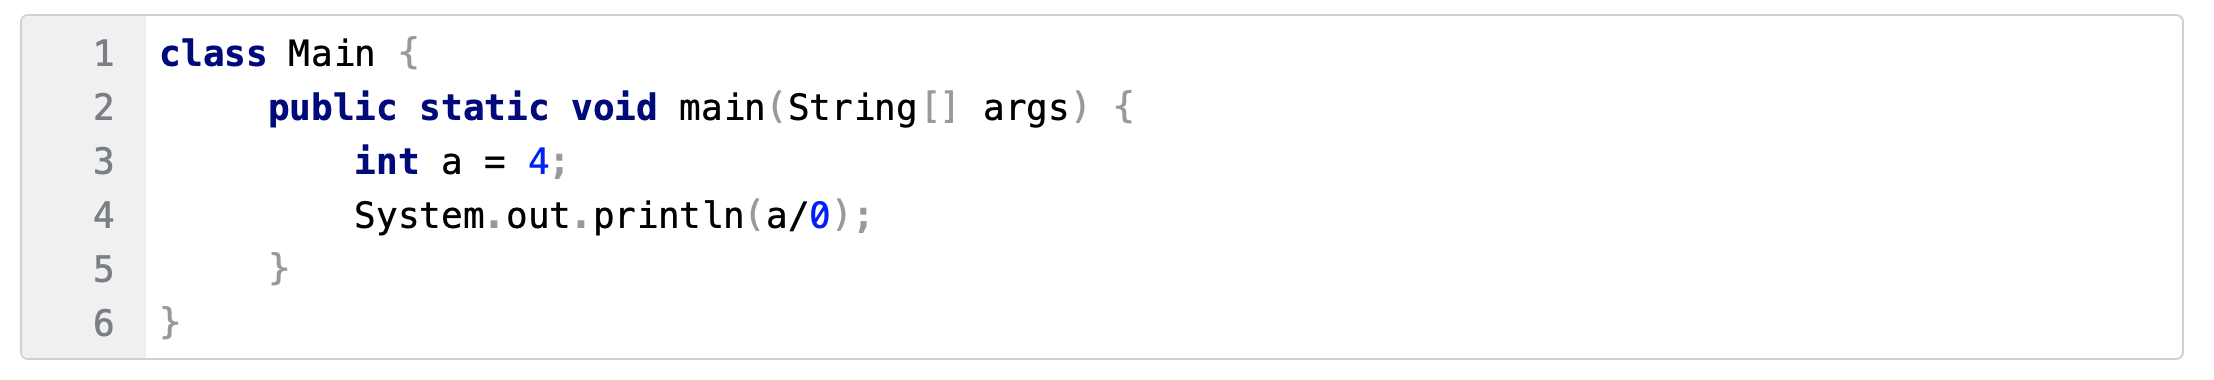 1 class Main {
2 public static void main(String[] args) {
3 int a = 4;
4 System.out.println(a/0);
5 }
6 }